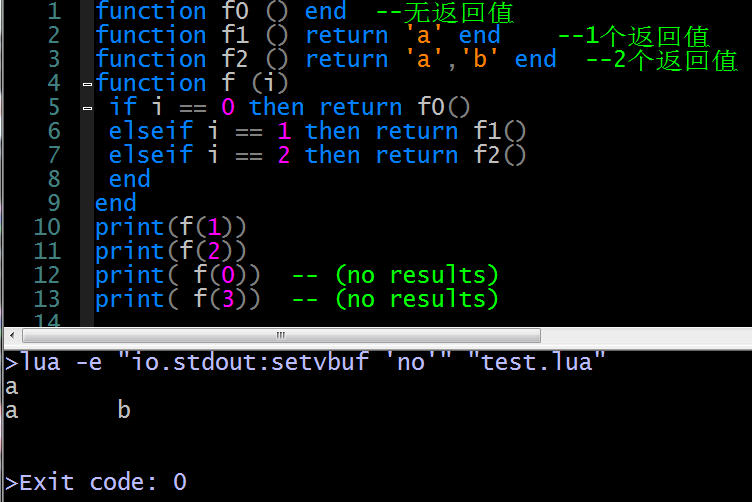 1 function f0 () end  --无返回值
2 function f1 () return 'a' end    --1个返回值
3 function f2 () return 'a','b' end  --2个返回值
4 function f (i)
5  if i == 0 then return f0()
6  elseif i == 1 then return f1()
7  elseif i == 2 then return f2()
8  end
9 end
10 print(f(1))
11 print(f(2))
12 print( f(0))  -- (no results)
13 print( f(3))  -- (no results)
14
>lua -e "io.stdout:setvbuf 'no'" "test.lua"
a
a       b
>Exit code: 0